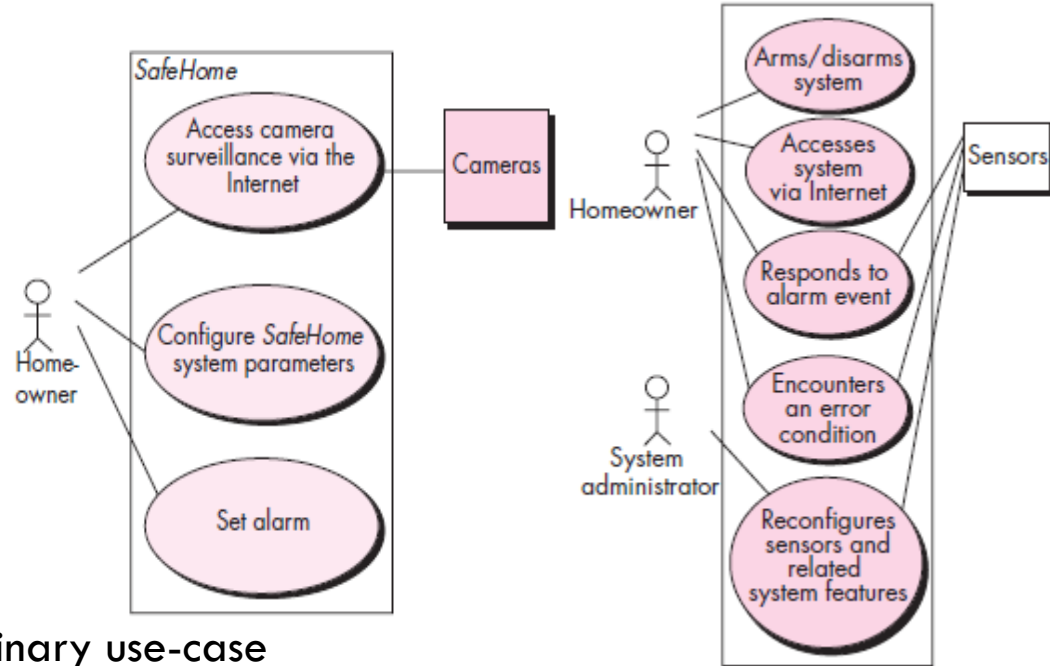 SafeHome
Access camera
surveillance via the
Internet
Cameras
Configure SafeHome
system parameters
Home-
owner
Set alarm
Arms/disarms
system
Accesses
system
via Internet
Sensors
Homeowner
Responds to
alarm event
Encounters
an error
condition
System
administrator
Reconfigures
sensors and
related
system features
inary use-case